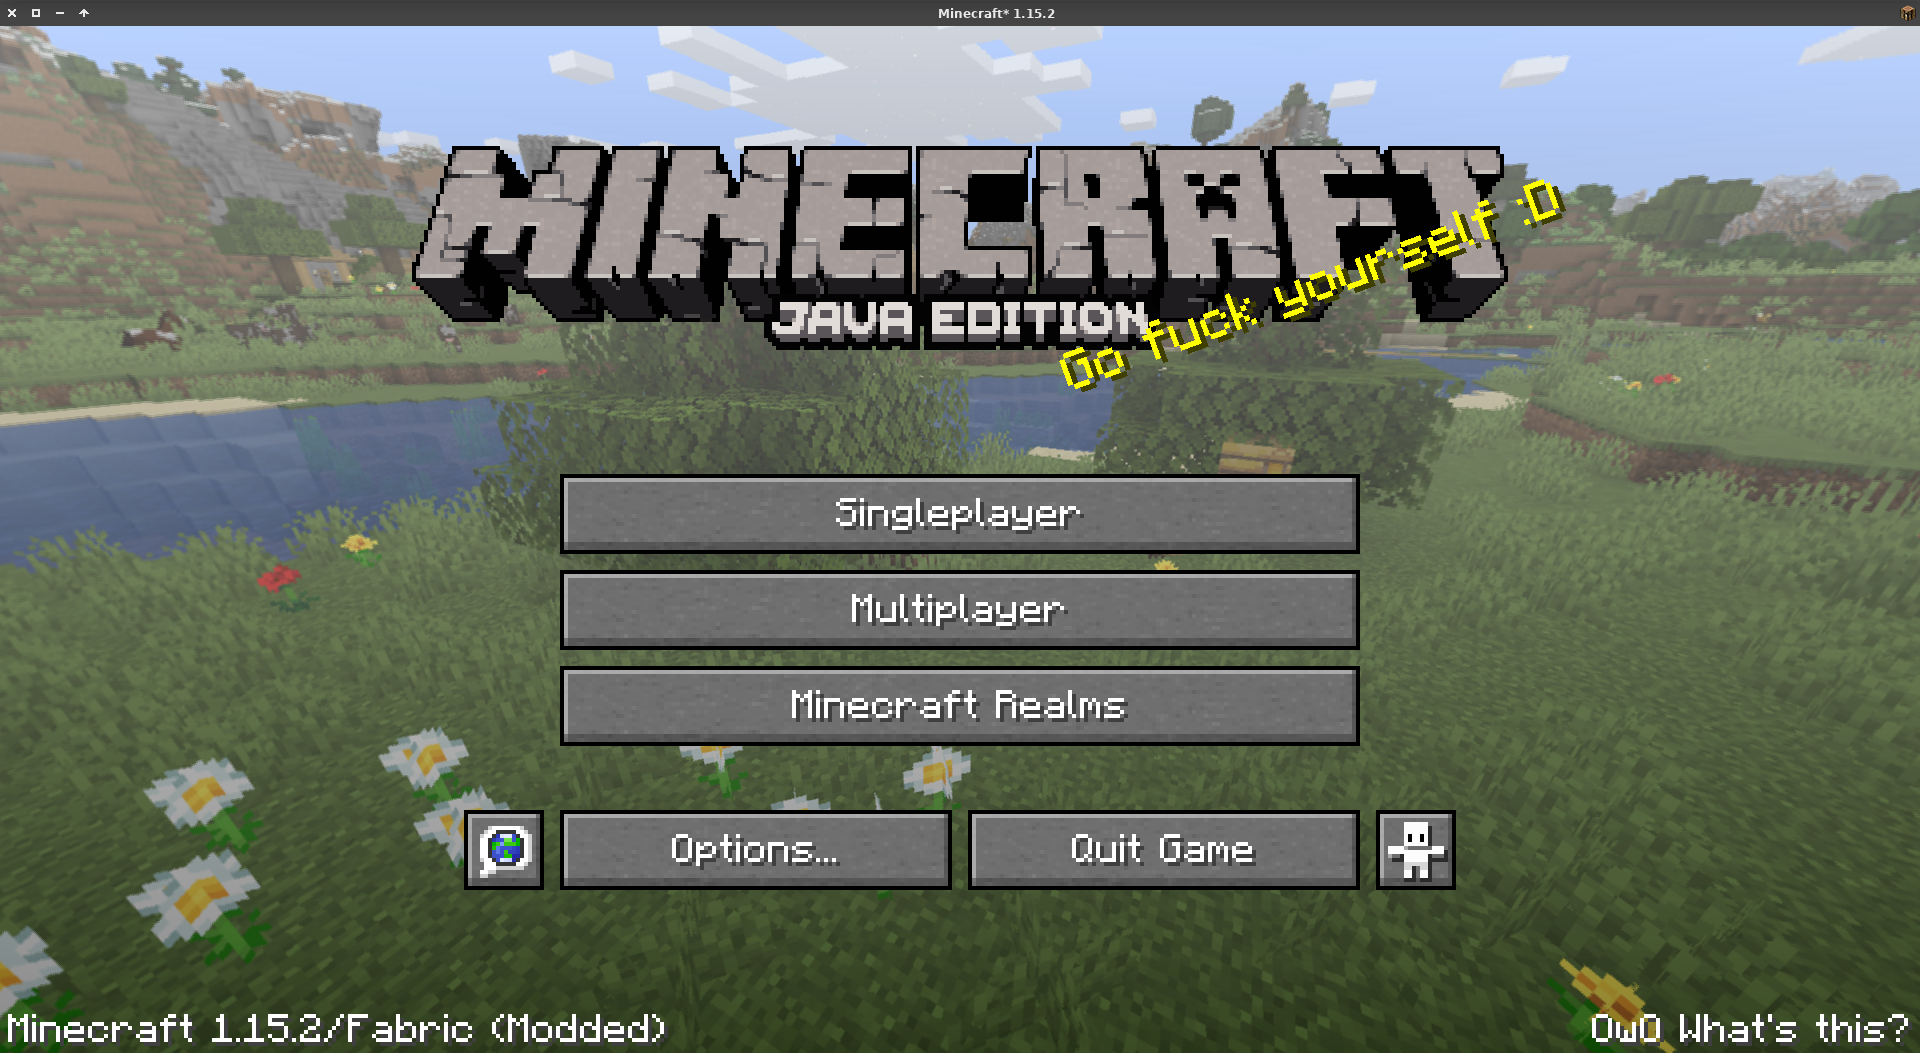 Minecraft* 1.15.2
MINECRAFT
JAVA EDITION
Go fuck yourself :D
Singleplayer
Multiplayer
Minecraft Realms
Options...
Quit Game
Minecraft 1.15.2/Fabric (Modded)
OwO What's this?